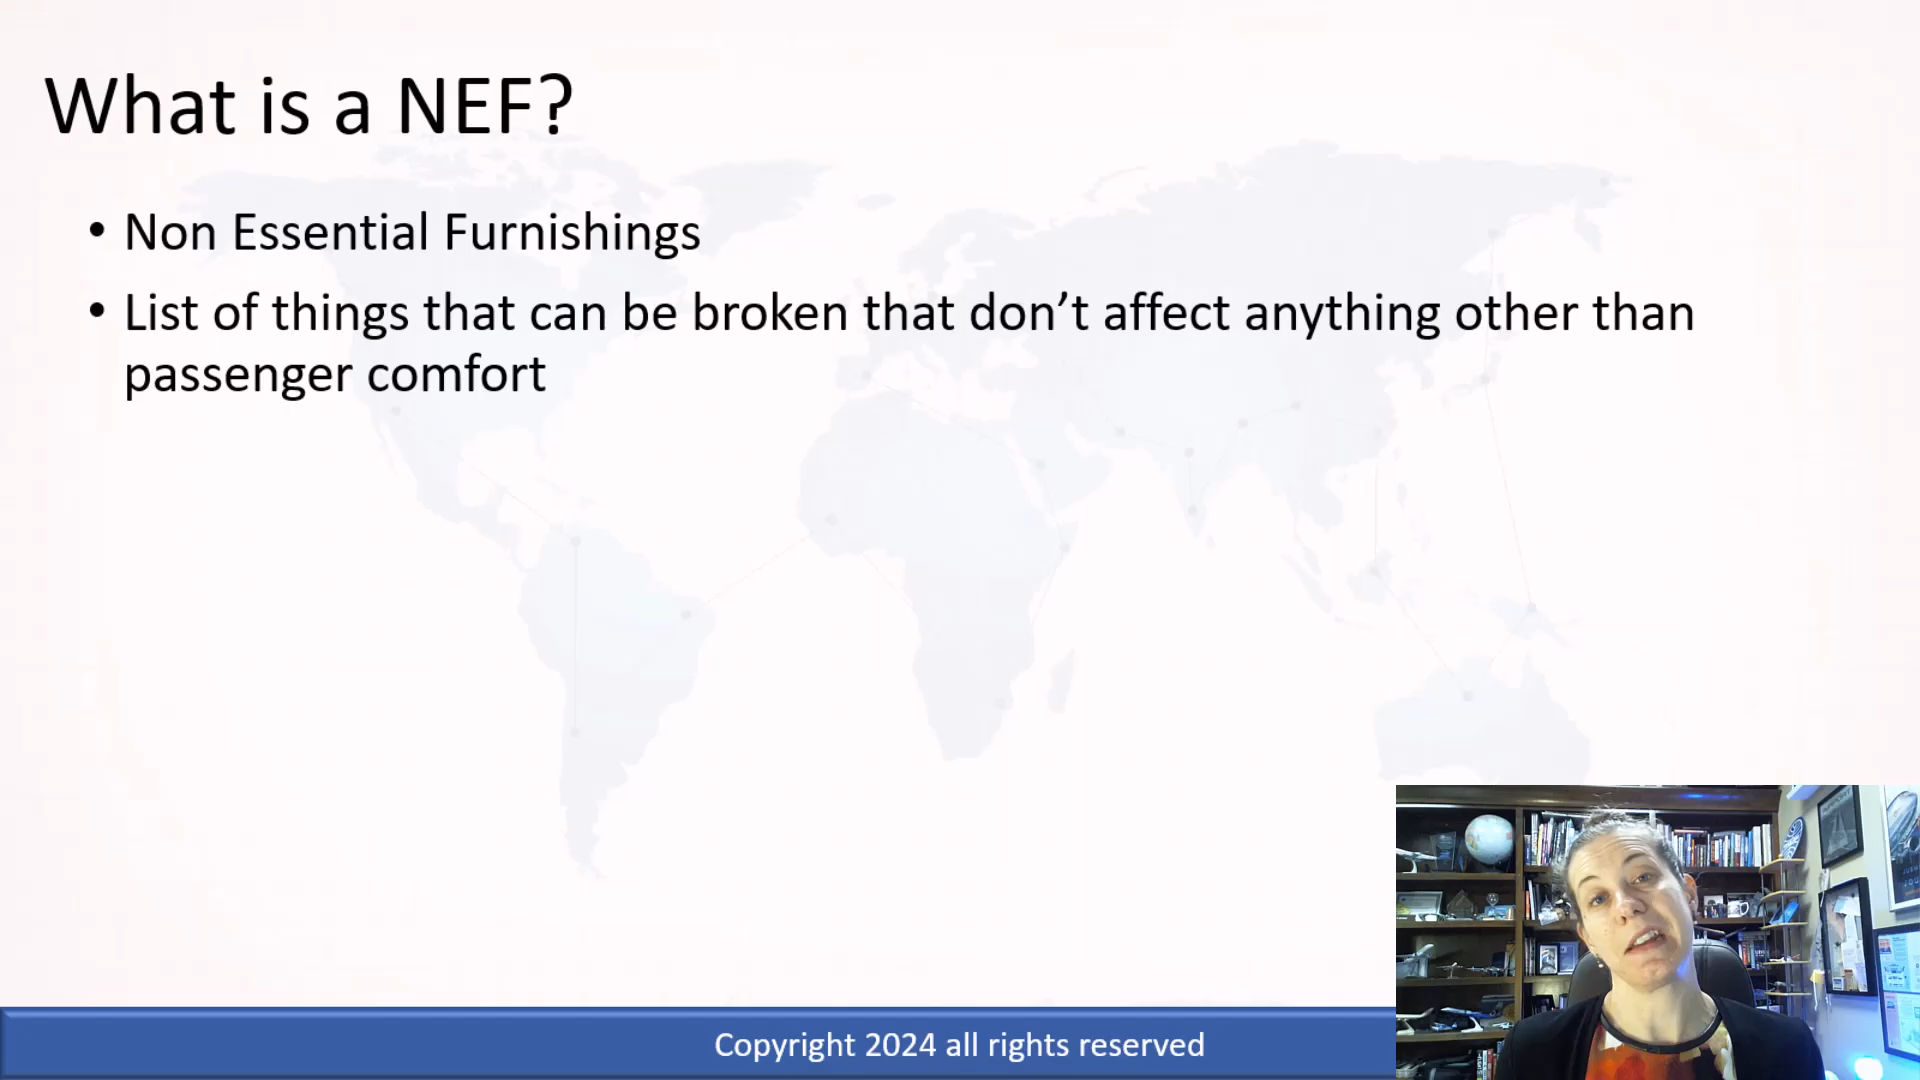 What is a NEF?
• Non Essential Furnishings
• List of things that can be broken that don’t affect anything other than
passenger comfort
Copyright 2024 all rights reserved